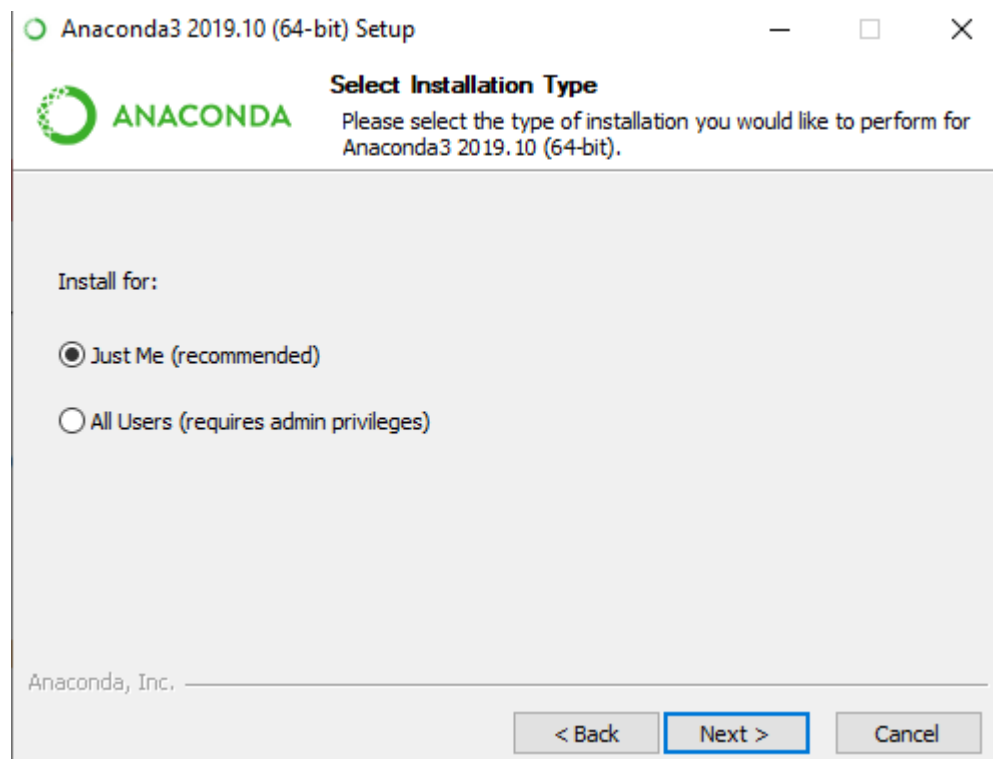 Anaconda3 2019.10 (64-bit) Setup
ANACONDA
Select Installation Type
Please select the type of installation you would like to perform for
Anaconda3 2019.10 (64-bit).
Install for:
Just Me (recommended)
All Users (requires admin privileges)
Anaconda, Inc.
< Back Next > Cancel